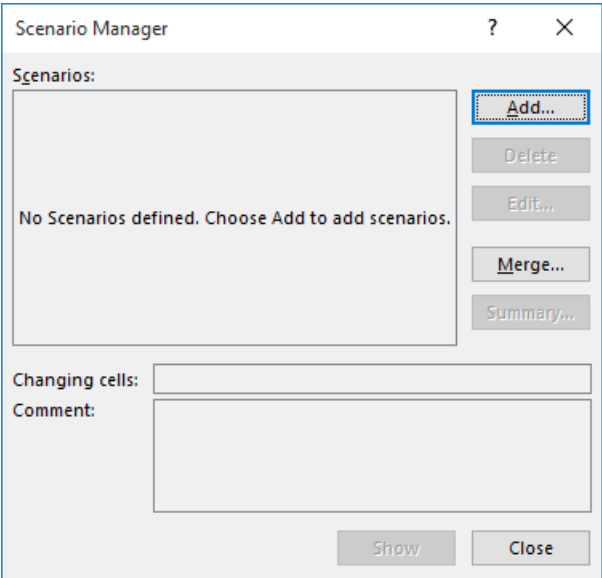 Scenario Manager
?
Scenarios:
Add...
Delete
No Scenarios defined. Choose Add to add scenarios.
Edit...
Merge...
Summary...
Changing cells:
Comment:
Show
Close